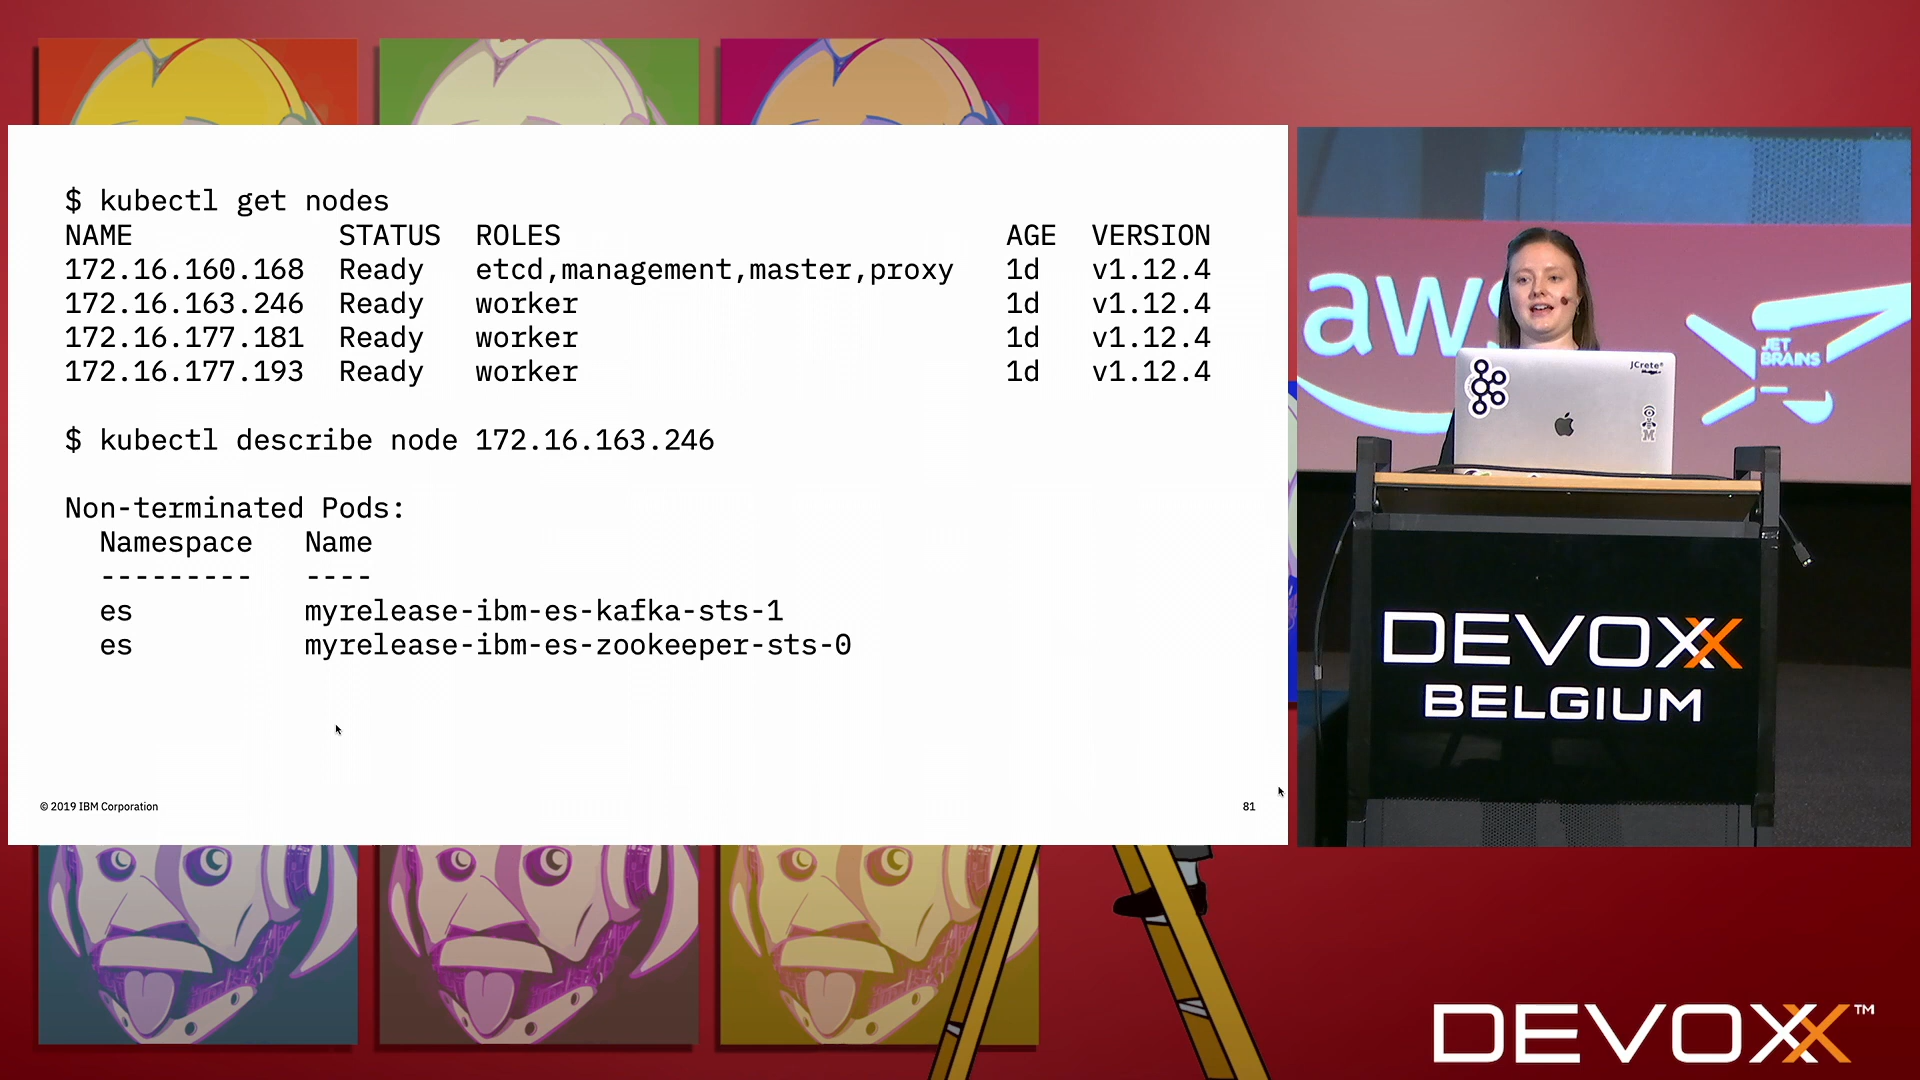 $ kubectl get nodes
NAME STATUS ROLES AGE VERSION
172.16.160.168 Ready etcd,management,master,proxy 1d v1.12.4
172.16.163.246 Ready worker 1d v1.12.4
172.16.177.181 Ready worker 1d v1.12.4
172.16.177.193 Ready worker 1d v1.12.4
$ kubectl describe node 172.16.163.246
Non-terminated Pods:
Namespace Name
--------- ----
es myrelease-ibm-es-kafka-sts-1
es myrelease-ibm-es-zookeeper-sts-0
© 2019 IBM Corporation
81
aws
JET
BRAINS
JCrete
M
DEVOXX
BELGIUM
DEVOXX™